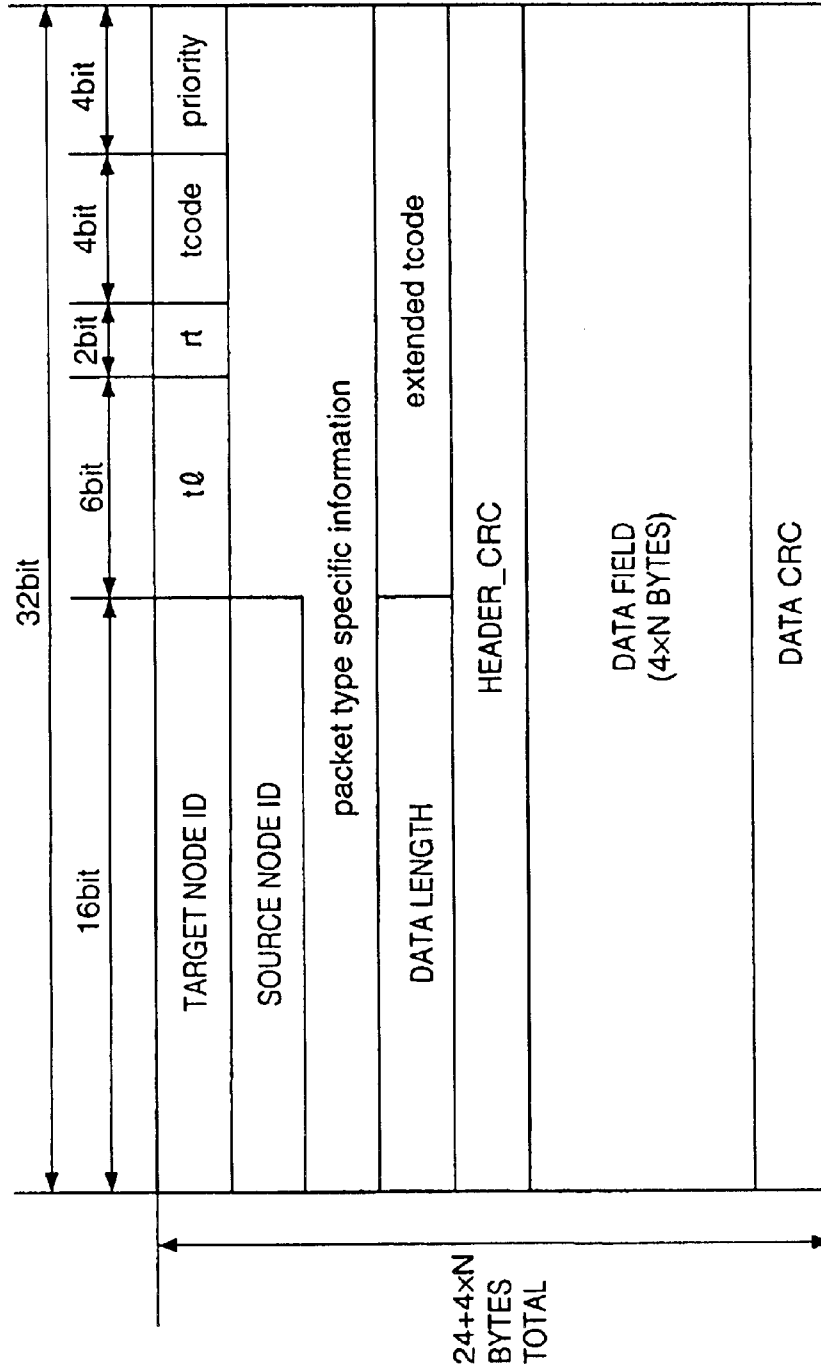 32bit
16bit
6bit
2bit
4bit
4bit
TARGET NODE ID
tℓ
rt
tcode
priority
SOURCE NODE ID
packet type specific information
DATA LENGTH
extended tcode
HEADER_CRC
DATA FIELD
(4×N BYTES)
DATA CRC
24+4×N
BYTES
TOTAL